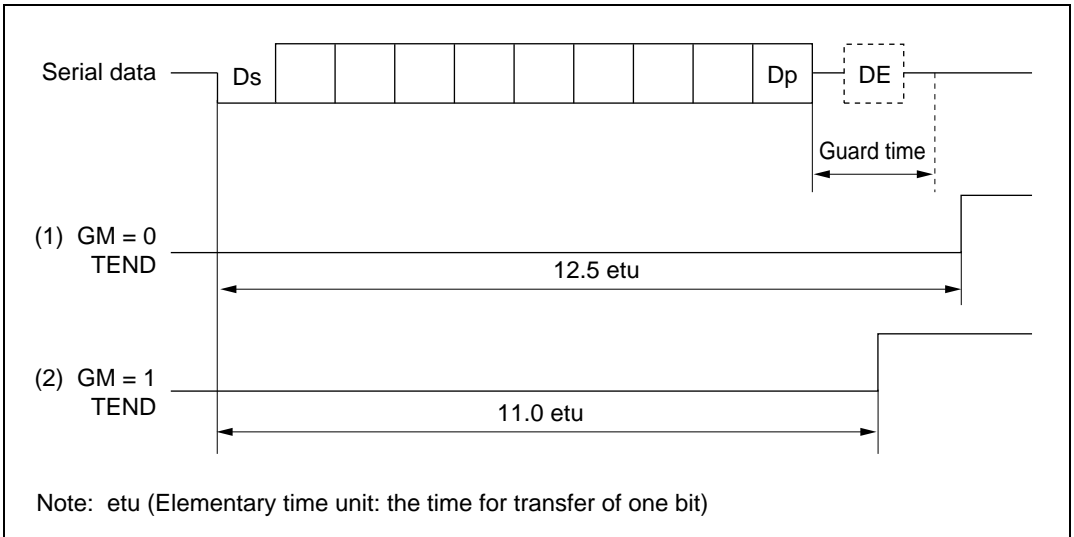 Serial data Ds Dp DE
Guard time
(1) GM = 0
TEND
12.5 etu
(2) GM = 1
TEND
11.0 etu
Note: etu (Elementary time unit: the time for transfer of one bit)